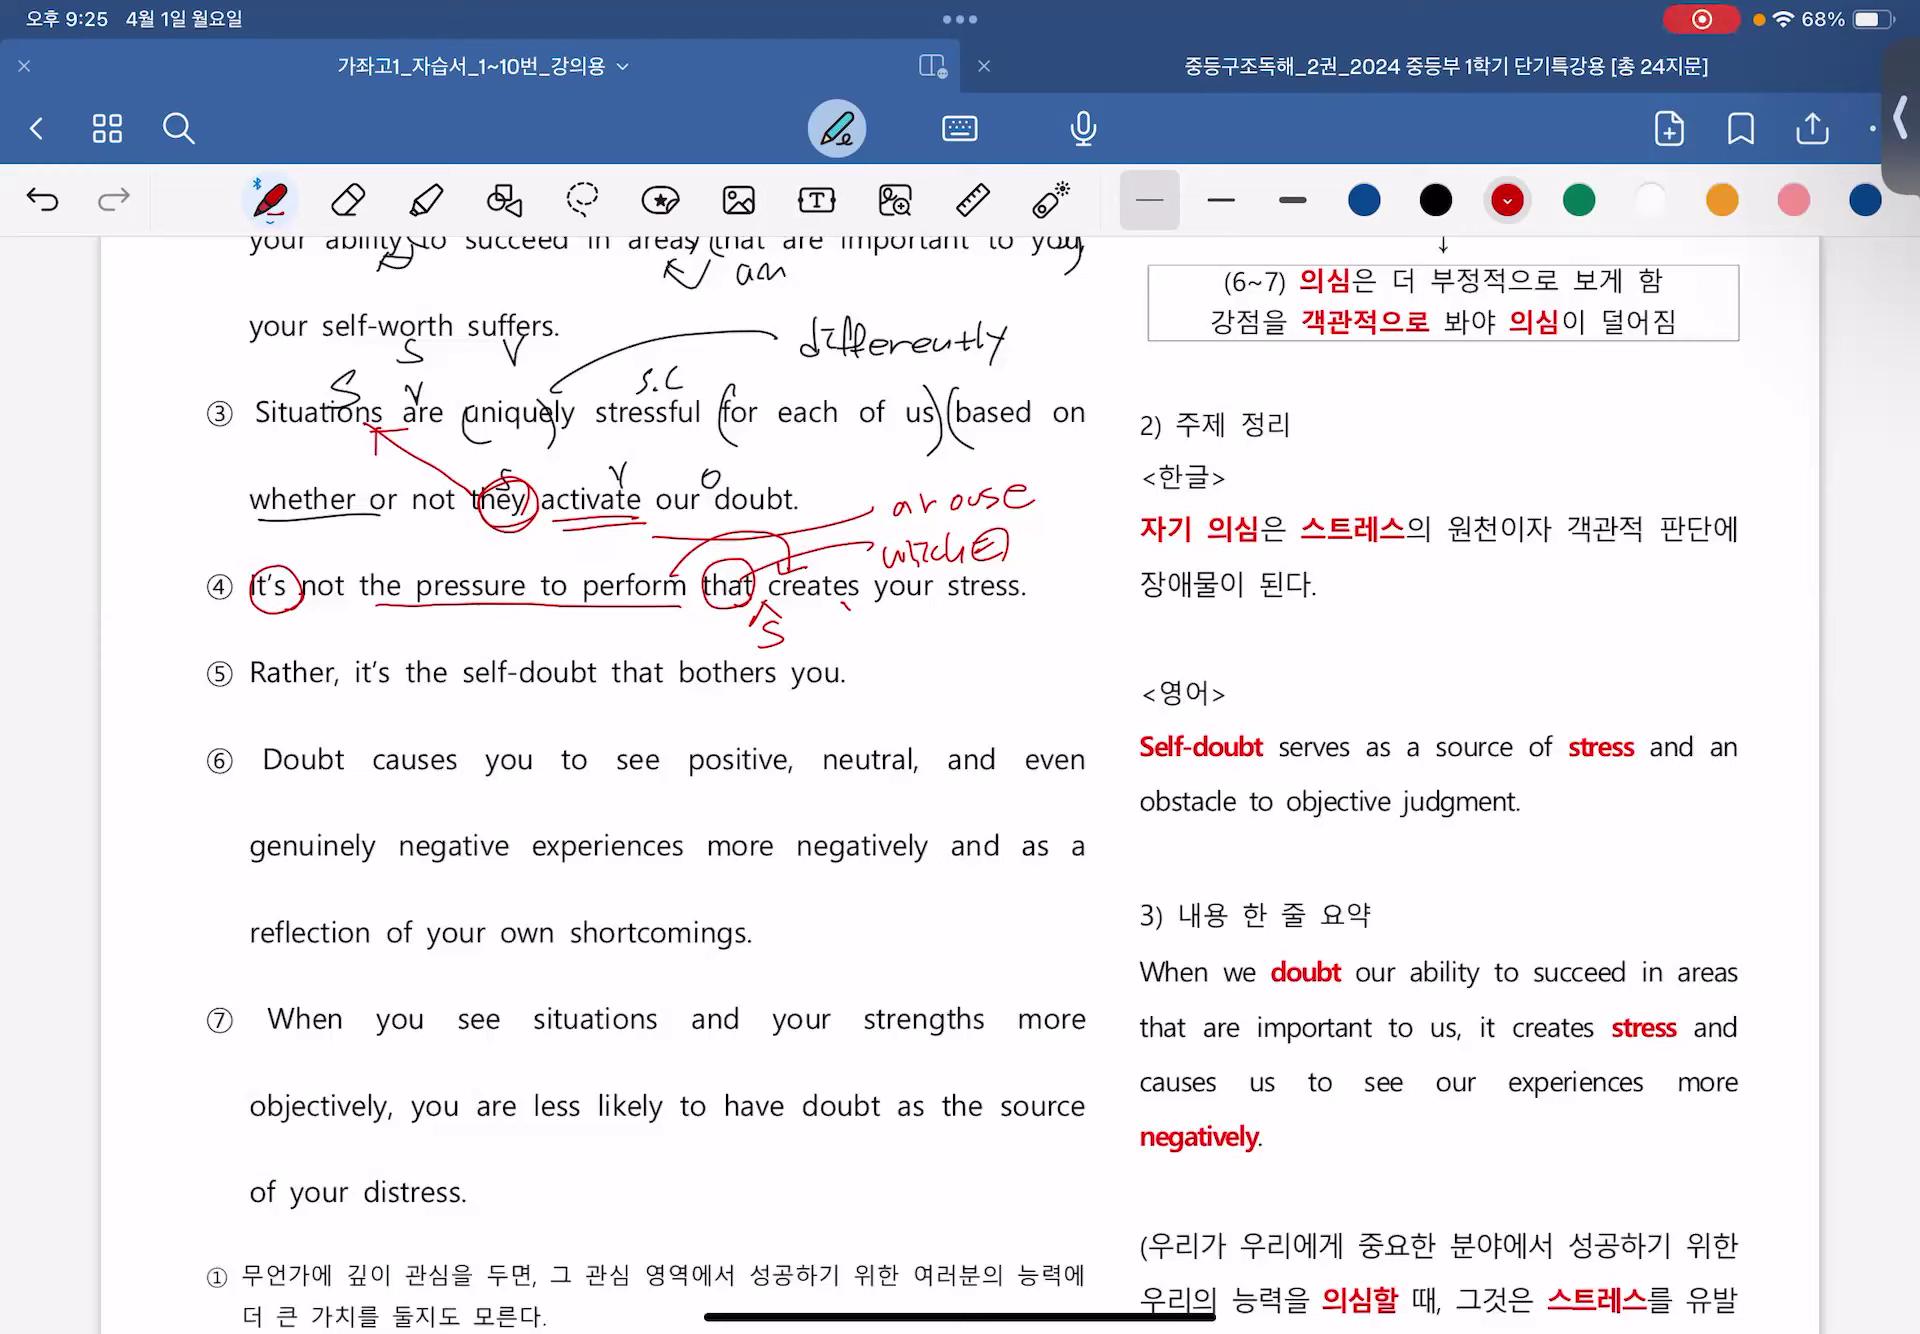 오후 9:25 4월 1일 월요일
68%
가좌고1_자습서_1~10번_강의용
중등구조독해_2권_2024 중등부 1학기 단기특강용 [총 24지문]
your ability to succeed in areas (that are important to you,
am
your self-worth suffers.
S V
differently
S V s.c
③ Situations are (uniquely) stressful (for each of us) (based on
S V O
whether or not they activate our doubt.
arouse
which
④ It's not the pressure to perform that creates your stress.
S
⑤ Rather, it's the self-doubt that bothers you.
⑥ Doubt causes you to see positive, neutral, and even
genuinely negative experiences more negatively and as a
reflection of your own shortcomings.
⑦ When you see situations and your strengths more
objectively, you are less likely to have doubt as the source
of your distress.
① 무언가에 깊이 관심을 두면, 그 관심 영역에서 성공하기 위한 여러분의 능력에
더 큰 가치를 둘지도 모른다.
↓
(6~7) 의심은 더 부정적으로 보게 함
강점을 객관적으로 봐야 의심이 덜어짐
2) 주제 정리
<한글>
자기 의심은 스트레스의 원천이자 객관적 판단에
장애물이 된다.
<영어>
Self-doubt serves as a source of stress and an
obstacle to objective judgment.
3) 내용 한 줄 요약
When we doubt our ability to succeed in areas
that are important to us, it creates stress and
causes us to see our experiences more
negatively.
(우리가 우리에게 중요한 분야에서 성공하기 위한
우리의 능력을 의심할 때, 그것은 스트레스를 유발